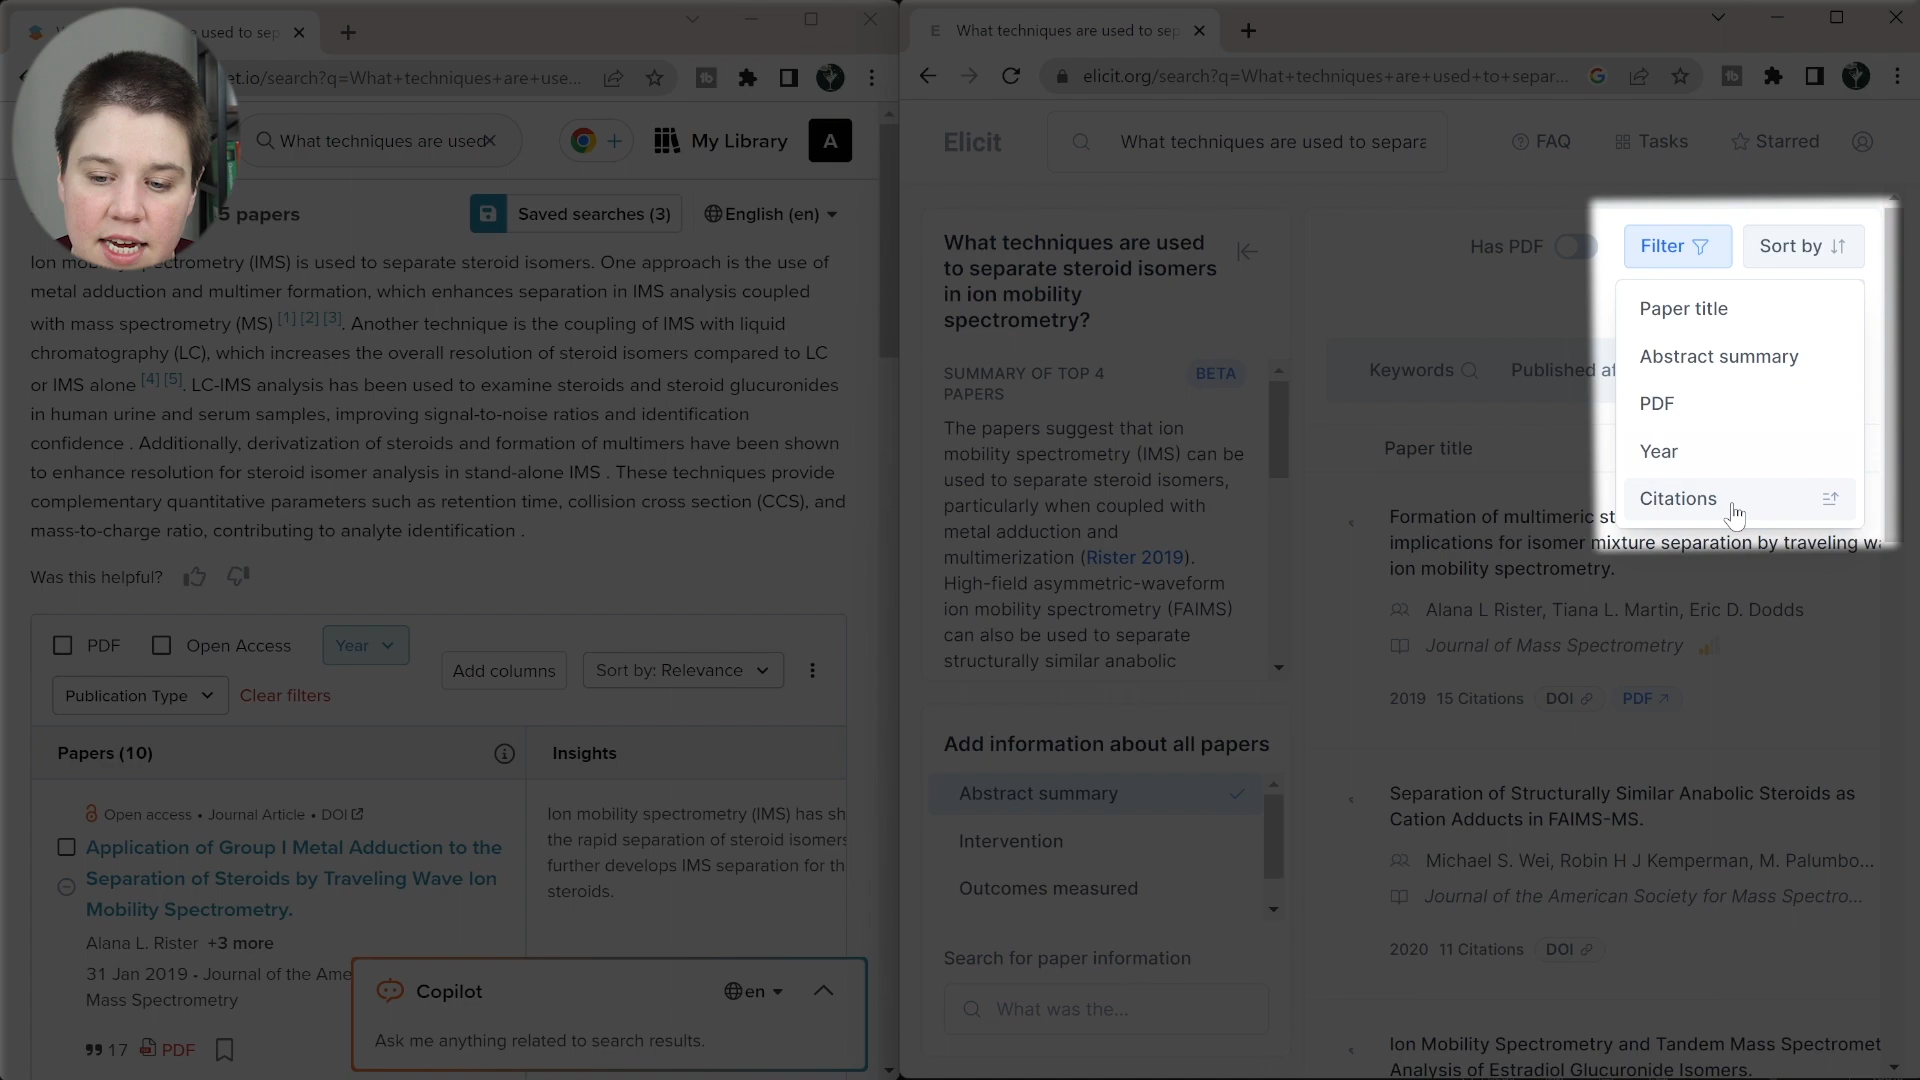 used to sep
What techniques are used to sep
et.io/search?q=What+techniques+are+use...
elicit.org/search?q=What+techniques+are+used+to+separ...
What techniques are used
My Library
A
Elicit
What techniques are used to separa
FAQ
Tasks
Starred
5 papers
Saved searches (3)
English (en)
used to separate steroid isomers. One approach is the use of
metal adduction and multimer formation, which enhances separation in IMS analysis coupled
with mass spectrometry (MS) [1] [2] [3]. Another technique is the coupling of IMS with liquid
chromatography (LC), which increases the overall resolution of steroid isomers compared to LC
or IMS alone [4] [5]. LC-IMS analysis has been used to examine steroids and steroid glucuronides
in human urine and serum samples, improving signal-to-noise ratios and identification
confidence . Additionally, derivatization of steroids and formation of multimers have been shown
to enhance resolution for steroid isomer analysis in stand-alone IMS . These techniques provide
complementary quantitative parameters such as retention time, collision cross section (CCS), and
mass-to-charge ratio, contributing to analyte identification .
Was this helpful?
PDF
Open Access
Year
Add columns
Sort by: Relevance
Publication Type
Clear filters
Papers (10)
Insights
Open access • Journal Article • DOI
Application of Group I Metal Adduction to the
Separation of Steroids by Traveling Wave Ion
Mobility Spectrometry.
Alana L. Rister +3 more
31 Jan 2019 - Journal of the Ame
Mass Spectrometry
17
PDF
Ion mobility spectrometry (IMS) has sh
the rapid separation of steroid isomers
further develops IMS separation for th
steroids.
Copilot
en
Ask me anything related to search results.
What techniques are used
to separate steroid isomers
in ion mobility
spectrometry?
SUMMARY OF TOP 4
PAPERS
BETA
The papers suggest that ion
mobility spectrometry (IMS) can be
used to separate steroid isomers,
particularly when coupled with
metal adduction and
multimerization (Rister 2019).
High-field asymmetric-waveform
ion mobility spectrometry (FAIMS)
can also be used to separate
structurally similar anabolic
Add information about all papers
Abstract summary
Intervention
Outcomes measured
Search for paper information
What was the...
Has PDF
Filter
Sort by
Paper title
Abstract summary
PDF
Year
Citations
Keywords
Published af
Paper title
Formation of multimeric st
implications for isomer mixture separation by traveling w
ion mobility spectrometry.
Alana L Rister, Tiana L. Martin, Eric D. Dodds
Journal of Mass Spectrometry
2019 15 Citations DOI PDF
Separation of Structurally Similar Anabolic Steroids as
Cation Adducts in FAIMS-MS.
Michael S. Wei, Robin H J Kemperman, M. Palumbo...
Journal of the American Society for Mass Spectro...
2020 11 Citations DOI
Ion Mobility Spectrometry and Tandem Mass Spectromet
Analysis of Estradiol Glucuronide Isomers.